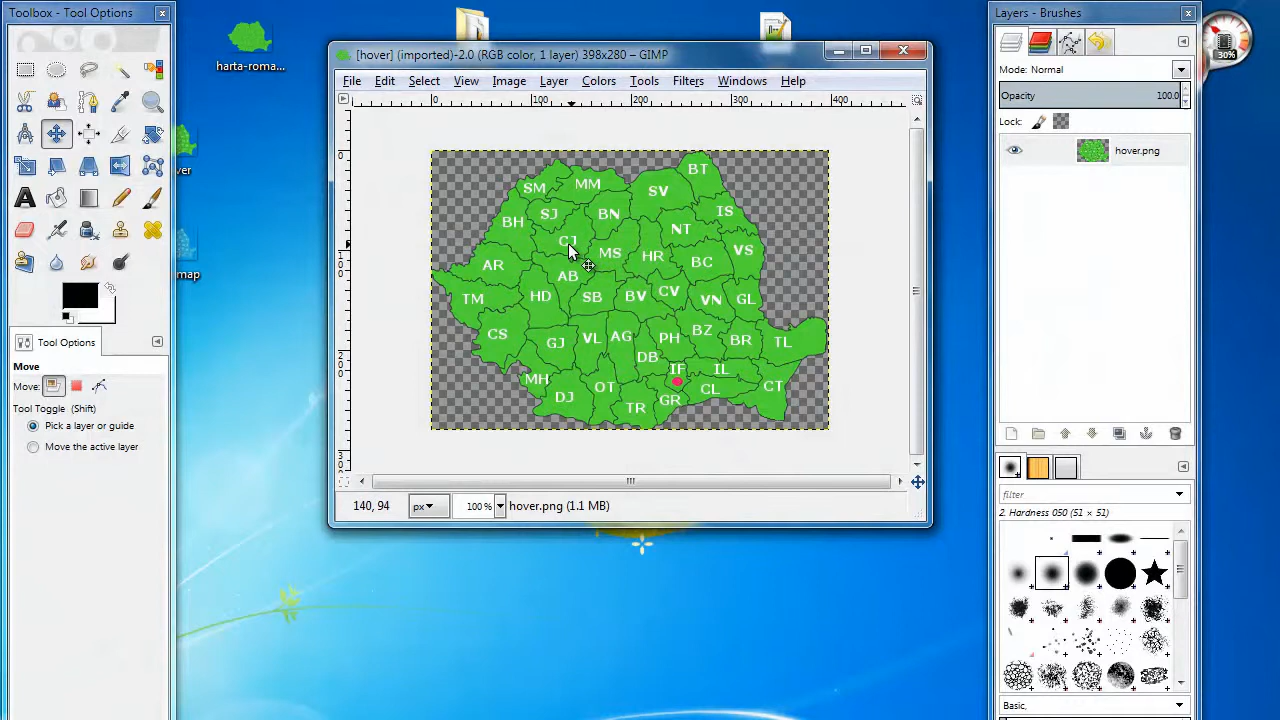 Toolbox - Tool Options
harta-roma...
[hover] (imported)-2.0 (RGB color, 1 layer) 398x280 – GIMP
File Edit Select View Image Layer Colors Tools Filters Windows Help
0 100 200 300 400
0
100
200
300
BT
SM MM SV
SJ BN IS
BH
CJ NT
MS HR VS
AR AB BC
TM HD SB BV CV VN GL
CS GJ VL AG PH BZ BR TL
DB
MH IF IL
OT CT
DJ GR CL
TR
140, 94 px 100 % hover.png (1.1 MB)
ver
map
Tool Options
Move
Move:
Tool Toggle (Shift)
Pick a layer or guide
Move the active layer
Layers - Brushes
30%
Mode: Normal
Opacity 100.0
Lock:
hover.png
filter
2. Hardness 050 (51 × 51)
Basic,